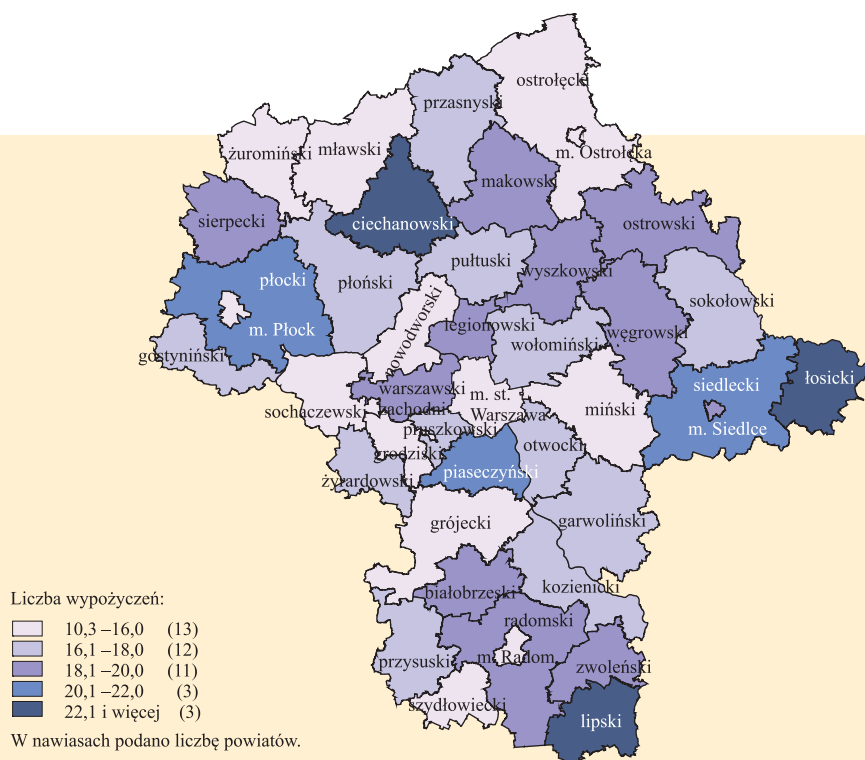 ostrołęcki
przasnyski
żuromiński
mławski
m. Ostrołęka
makowski
sierpecki
ciechanowski
ostrowski
płocki
płoński
pułtuski
wyszkowski
sokołowski
nowodworski
m. Płock
legionowski
węgrowski
gostyniński
wołomiński
siedlecki
łosicki
warszawski
zachodni
m. st.
Warszawa
miński
sochaczewski
m. Siedlce
pruszkowski
grodziski
otwocki
piaseczyński
żyrardowski
garwoliński
grójecki
kozienicki
białobrzeski
radomski
przysuski
m. Radom
zwoleński
szydłowiecki
lipski
Liczba wypożyczeń:
10,3 –16,0 (13)
16,1 –18,0 (12)
18,1 –20,0 (11)
20,1 –22,0 (3)
22,1 i więcej (3)
W nawiasach podano liczbę powiatów.